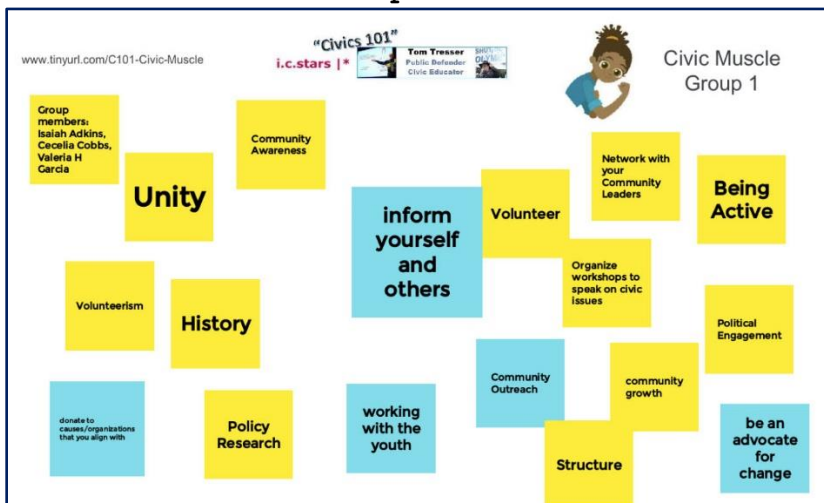 www.tinyurl.com/C101-Civic-Muscle
"Civics 101"
i.c.stars |*
Tom Tresser
Public Defender
Civic Educator
Civic Muscle
Group 1
Group
members:
Isaiah Adkins,
Cecelia Cobbs,
Valeria H
Garcia
Unity
Community
Awareness
inform
yourself
and
others
Volunteer
Network with
your
Community
Leaders
Being
Active
Volunteerism
History
Organize
workshops to
speak on civic
issues
Political
Engagement
donate to
causes/organizations
that you align with
Policy
Research
working
with the
youth
Community
Outreach
community
growth
Structure
be an
advocate
for
change